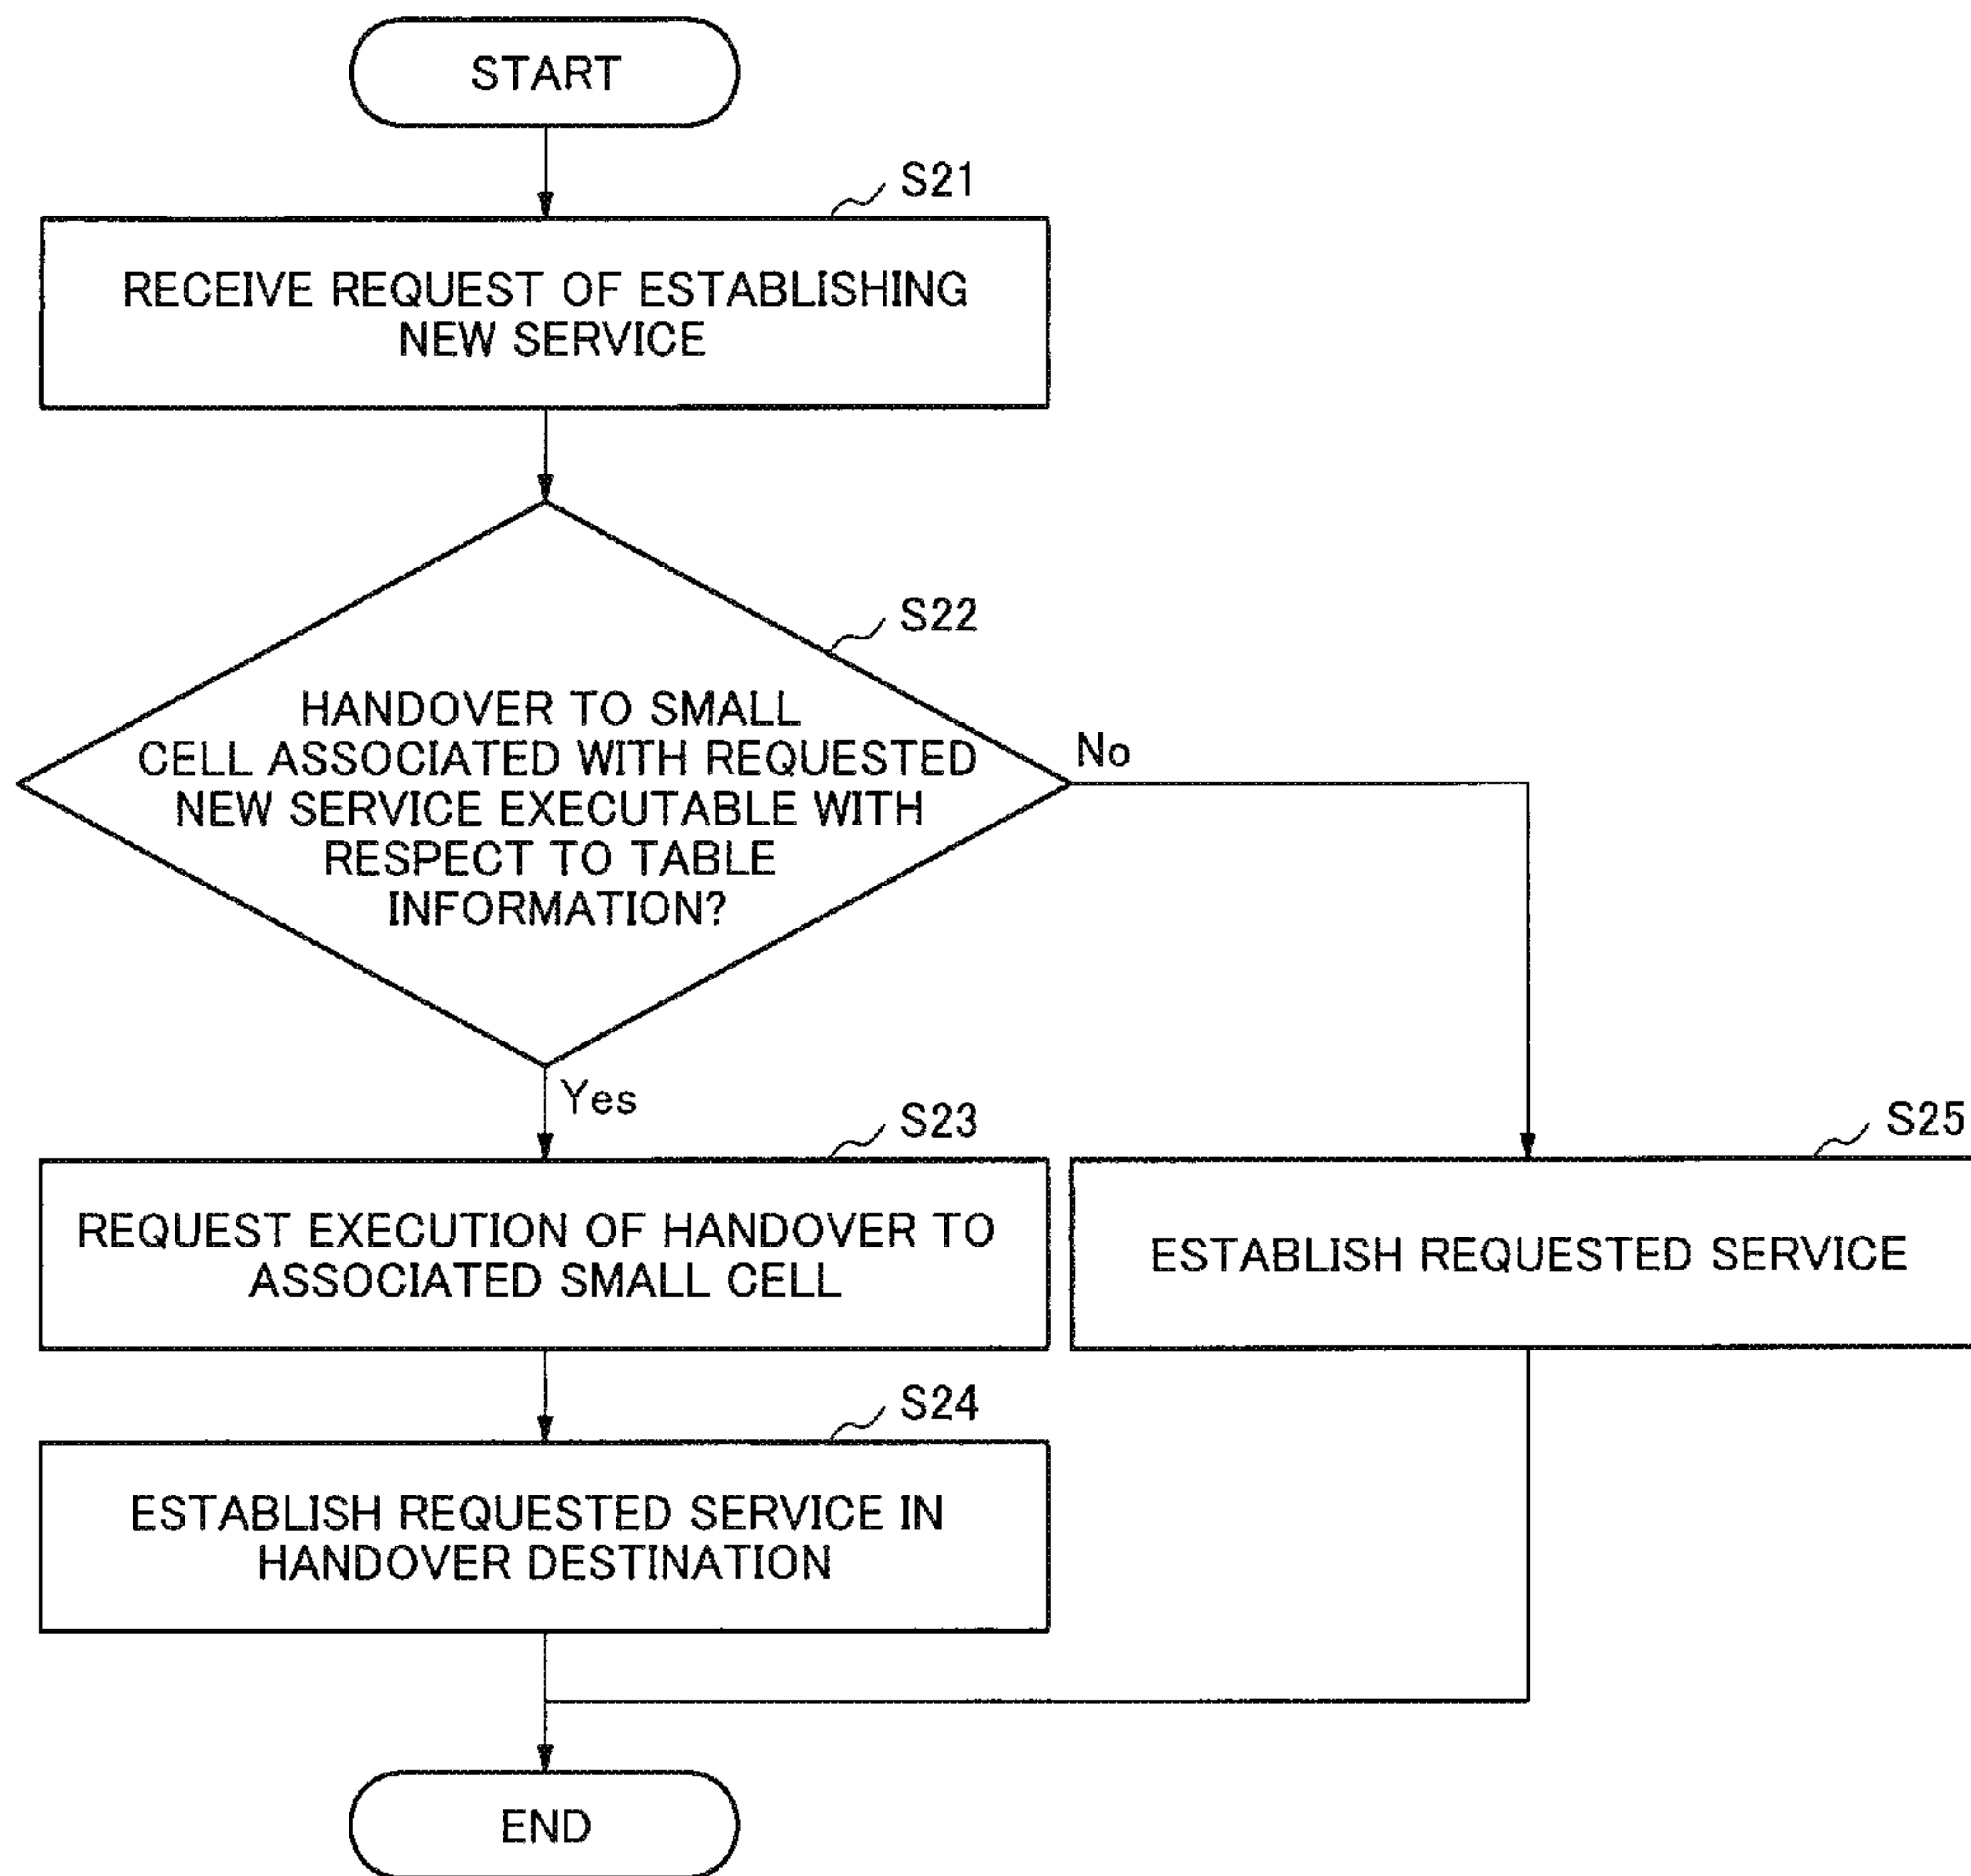 START
S21
RECEIVE REQUEST OF ESTABLISHING
NEW SERVICE
S22
HANDOVER TO SMALL
CELL ASSOCIATED WITH REQUESTED
NEW SERVICE EXECUTABLE WITH
RESPECT TO TABLE
INFORMATION?
No
Yes
S23
REQUEST EXECUTION OF HANDOVER TO
ASSOCIATED SMALL CELL
S25
ESTABLISH REQUESTED SERVICE
S24
ESTABLISH REQUESTED SERVICE IN
HANDOVER DESTINATION
END